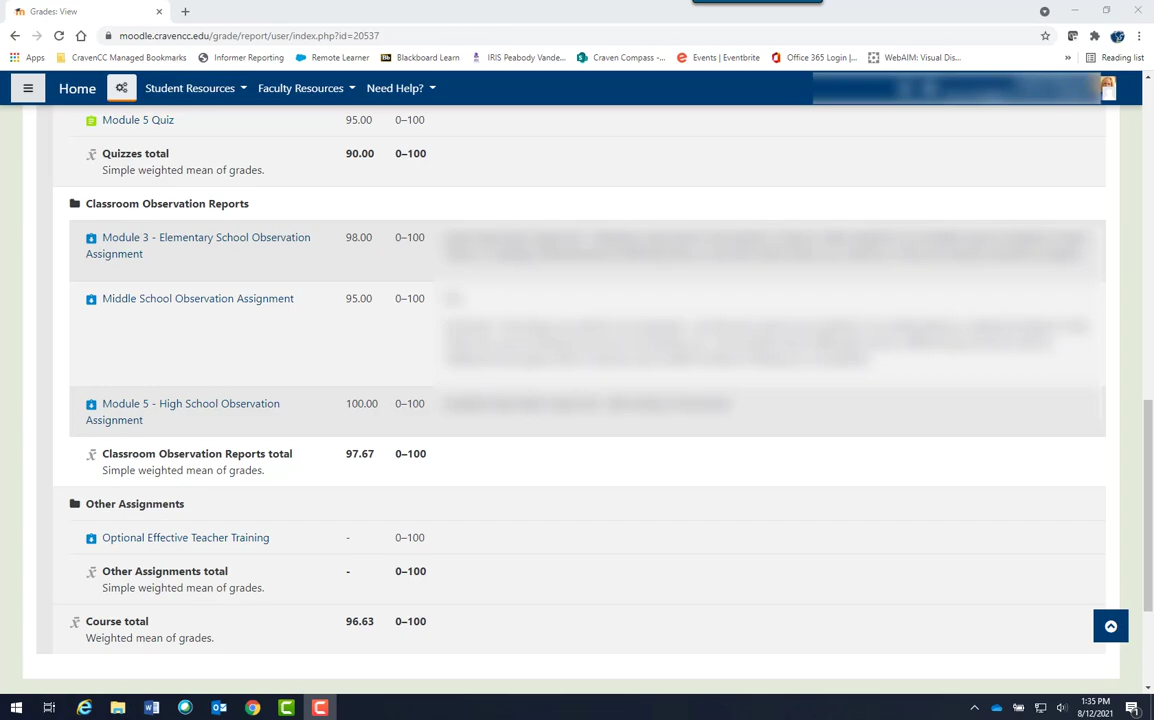 Grades: View
moodle.cravencc.edu/grade/report/user/index.php?id=20537
Apps CravenCC Managed Bookmarks Informer Reporting Remote Learner Bb Blackboard Learn IRIS Peabody Vande... Craven Compass -... Events | Eventbrite Office 365 Login |... WebAIM: Visual Dis... » Reading list
Home Student Resources Faculty Resources Need Help?
Module 5 Quiz 95.00 0–100
Quizzes total 90.00 0–100
Simple weighted mean of grades.
Classroom Observation Reports
Module 3 - Elementary School Observation 98.00 0–100
Assignment
Middle School Observation Assignment 95.00 0–100
Module 5 - High School Observation 100.00 0–100
Assignment
Classroom Observation Reports total 97.67 0–100
Simple weighted mean of grades.
Other Assignments
Optional Effective Teacher Training - 0–100
Other Assignments total - 0–100
Simple weighted mean of grades.
Course total 96.63 0–100
Weighted mean of grades.
1:35 PM
8/12/2021